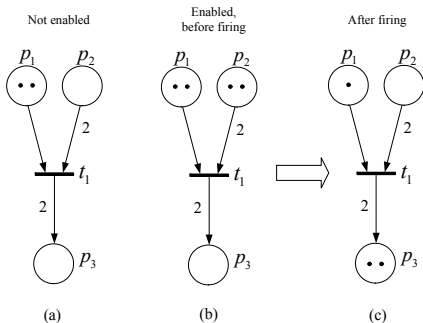 Not enabled
p1 p2
2
t1
2
p3
(a)
Enabled,
before firing
p1 p2
2
t1
2
p3
(b)
After firing
p1 p2
2
t1
2
p3
(c)